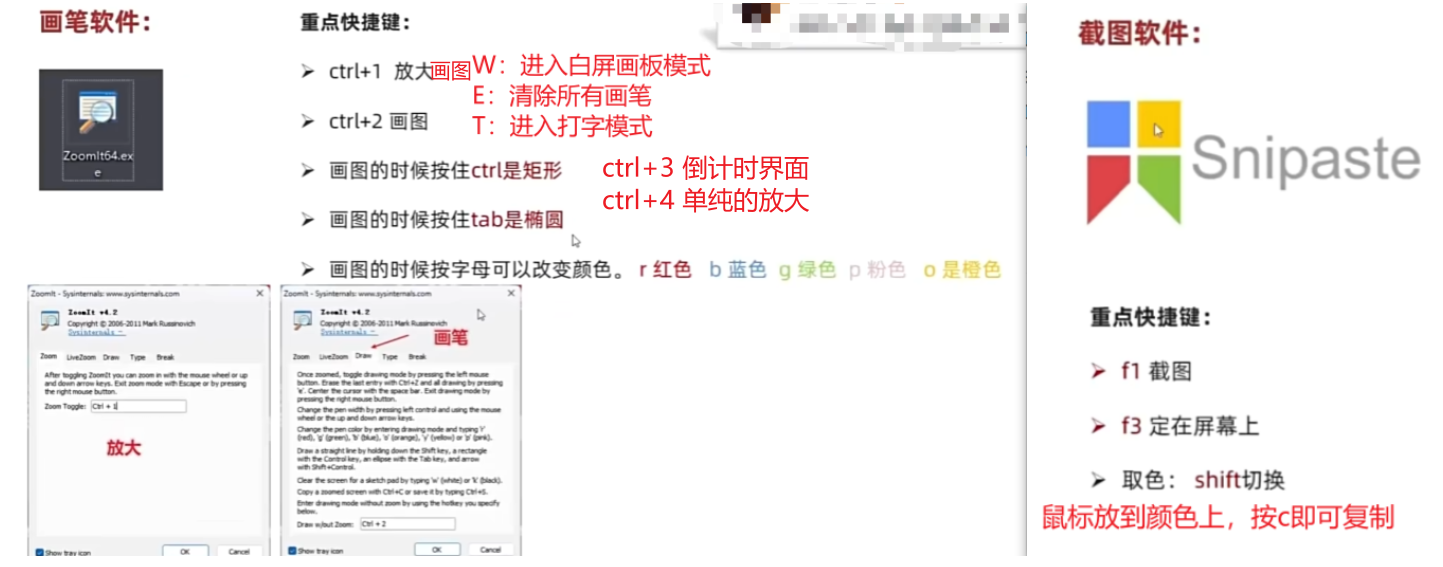 画笔软件：
ZoomIt64.ex
e
重点快捷键：
➢ ctrl+1 放大画图
W：进入白屏画板模式
E：清除所有画笔
➢ ctrl+2 画图
T：进入打字模式
➢ 画图的时候按住ctrl是矩形
ctrl+3 倒计时界面
ctrl+4 单纯的放大
➢ 画图的时候按住tab是椭圆
➢ 画图的时候按字母可以改变颜色。 r 红色 b 蓝色 g 绿色 p 粉色 o 是橙色
ZoomIt - Sysinternals: www.sysinternals.com
ZoomIt v4.2
Copyright © 2006-2011 Mark Russinovich
Sysinternals -
Zoom LiveZoom Draw Type Break
After toggling ZoomIt you can zoom in with the mouse wheel or up
and down arrow keys. Exit zoom mode with Escape or by pressing
the right mouse button.
Zoom Toggle: Ctrl + 1
放大
Show tray icon
OK Cancel
ZoomIt - Sysinternals: www.sysinternals.com
ZoomIt v4.2
Copyright © 2006-2011 Mark Russinovich
Sysinternals -
画笔
Zoom LiveZoom Draw Type Break
Once zoomed, toggle drawing mode by pressing the left mouse
button. Erase the last entry with Ctrl+Z and all drawing by pressing
'e'. Center the cursor with the space bar. Exit drawing mode by
pressing the right mouse button.
Change the pen width by pressing left control and using the mouse
wheel or the up and down arrow keys.
Change the pen color by entering drawing mode and typing 'r'
(red), 'g' (green), 'b' (blue), 'o' (orange), 'y' (yellow) or 'p' (pink).
Draw a straight line by holding down the Shift key, a rectangle
with the Control key, an ellipse with the Tab key, and arrow
with Shift+Control.
Clear the screen for a sketch pad by typing 'w' (white) or 'k' (black).
Copy a zoomed screen with Ctrl+C or save it by typing Ctrl+S.
Enter drawing mode without zoom by using the hotkey you specify
below.
Draw w/out Zoom: Ctrl + 2
Show tray icon
OK Cancel
截图软件：
Snipaste
重点快捷键：
➢ f1 截图
➢ f3 定在屏幕上
➢ 取色： shift切换
鼠标放到颜色上，按c即可复制